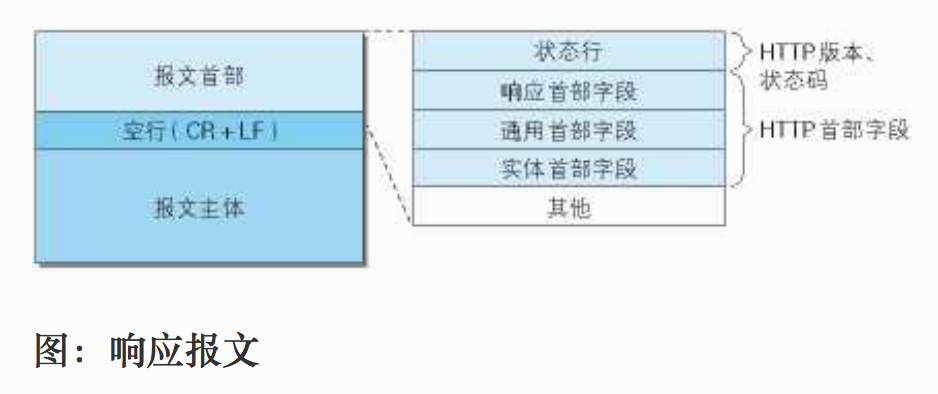 报文首部
空行(CR+LF)
报文主体
状态行
响应首部字段
通用首部字段
实体首部字段
其他
HTTP版本、
状态码
HTTP首部字段
图：响应报文